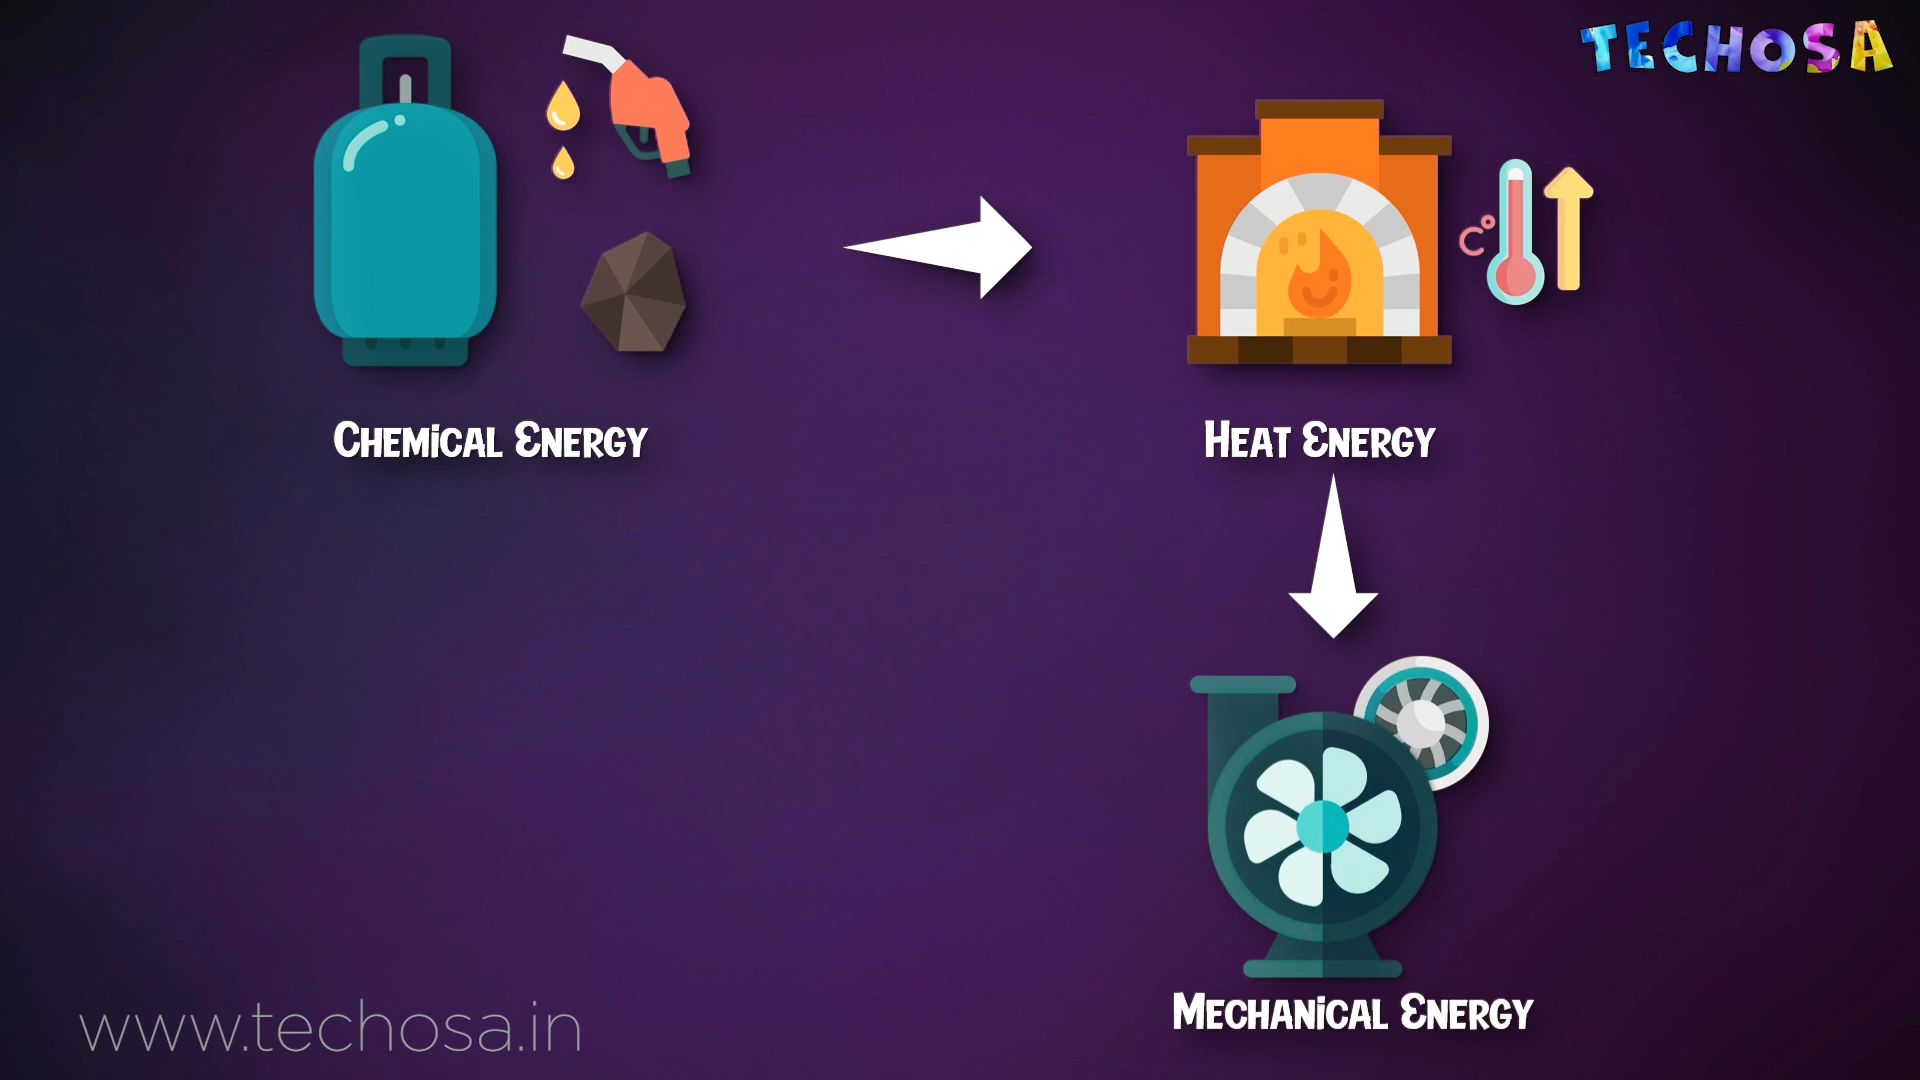 TECHOSA
C°
Chemical Energy
Heat Energy
Mechanical Energy
www.techosa.in